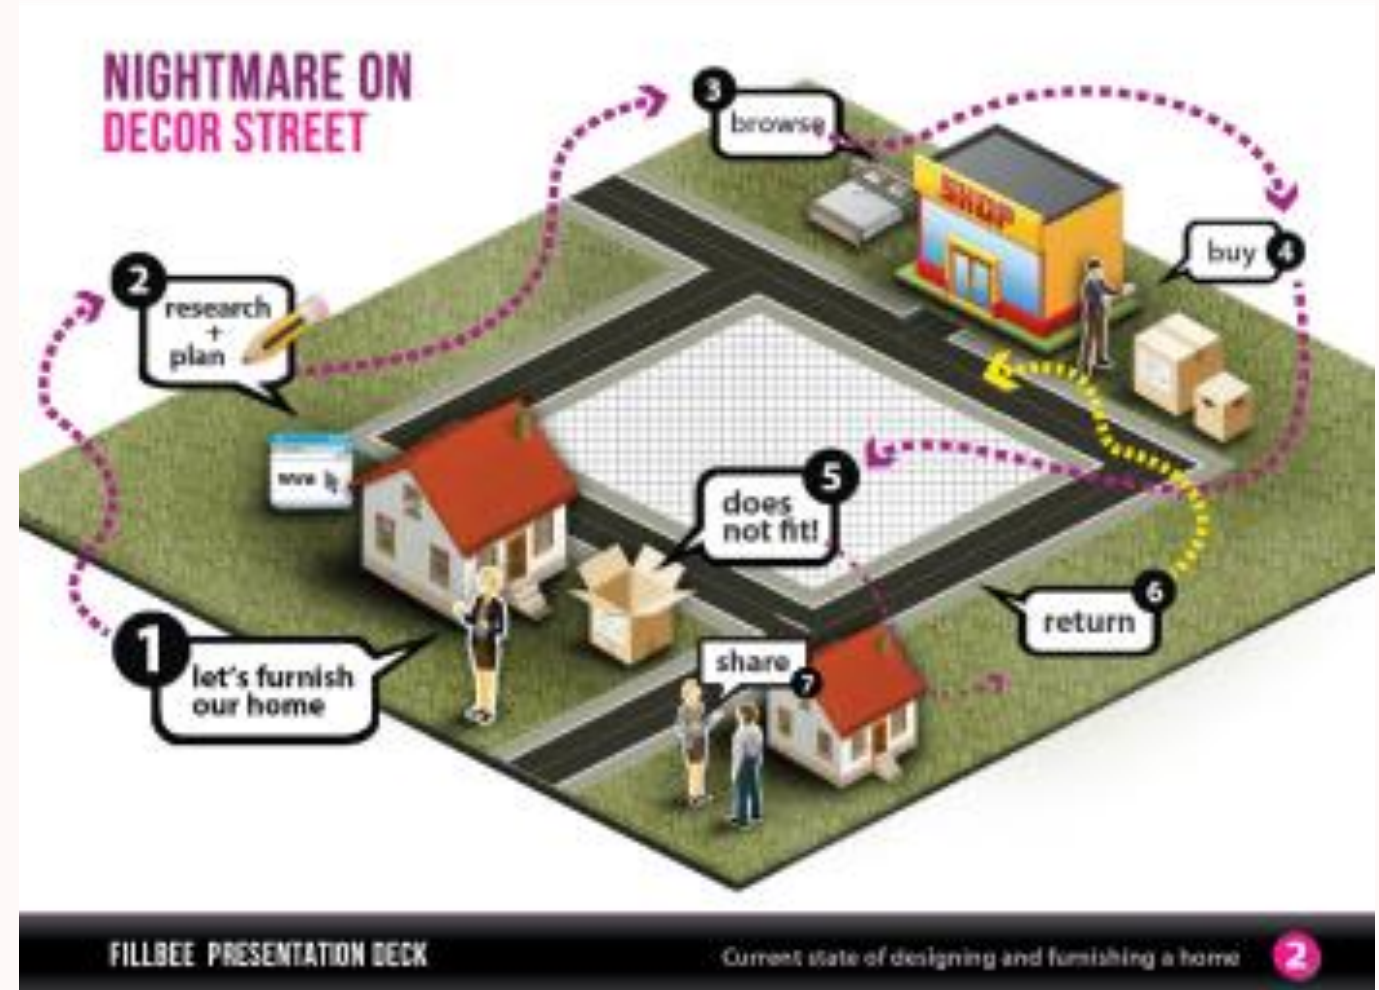 NIGHTMARE ON
DECOR STREET
1
let's furnish
our home
2
research
+
plan
www
3
browse
SHOP
buy 4
5
does
not fit!
6
return
share
7
FILLBEE PRESENTATION DECK
Current state of designing and furnishing a home
2